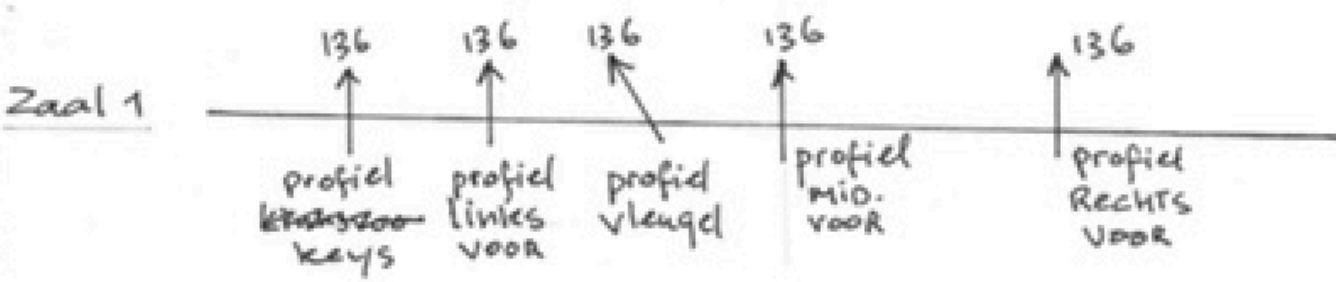 136 136 136 136 136
Zaal 1
profiel profiel profiel profiel profiel
keys links vleugel MID. Rechts
VOOR VOOR VOOR